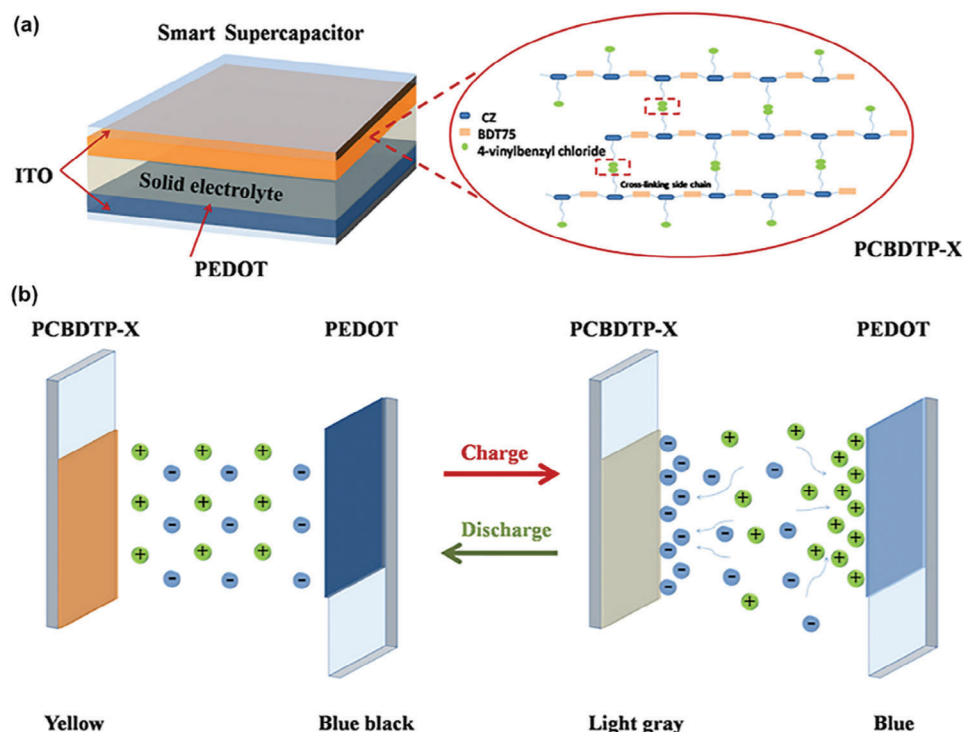 (a)
Smart Supercapacitor
ITO
Solid electrolyte
PEDOT
CZ
BDT75
4-vinylbenzyl chloride
Cross-linking side chain
PCBDTP-X
(b)
PCBDTP-X
PEDOT
PCBDTP-X
PEDOT
Charge
Discharge
Yellow
Blue black
Light gray
Blue